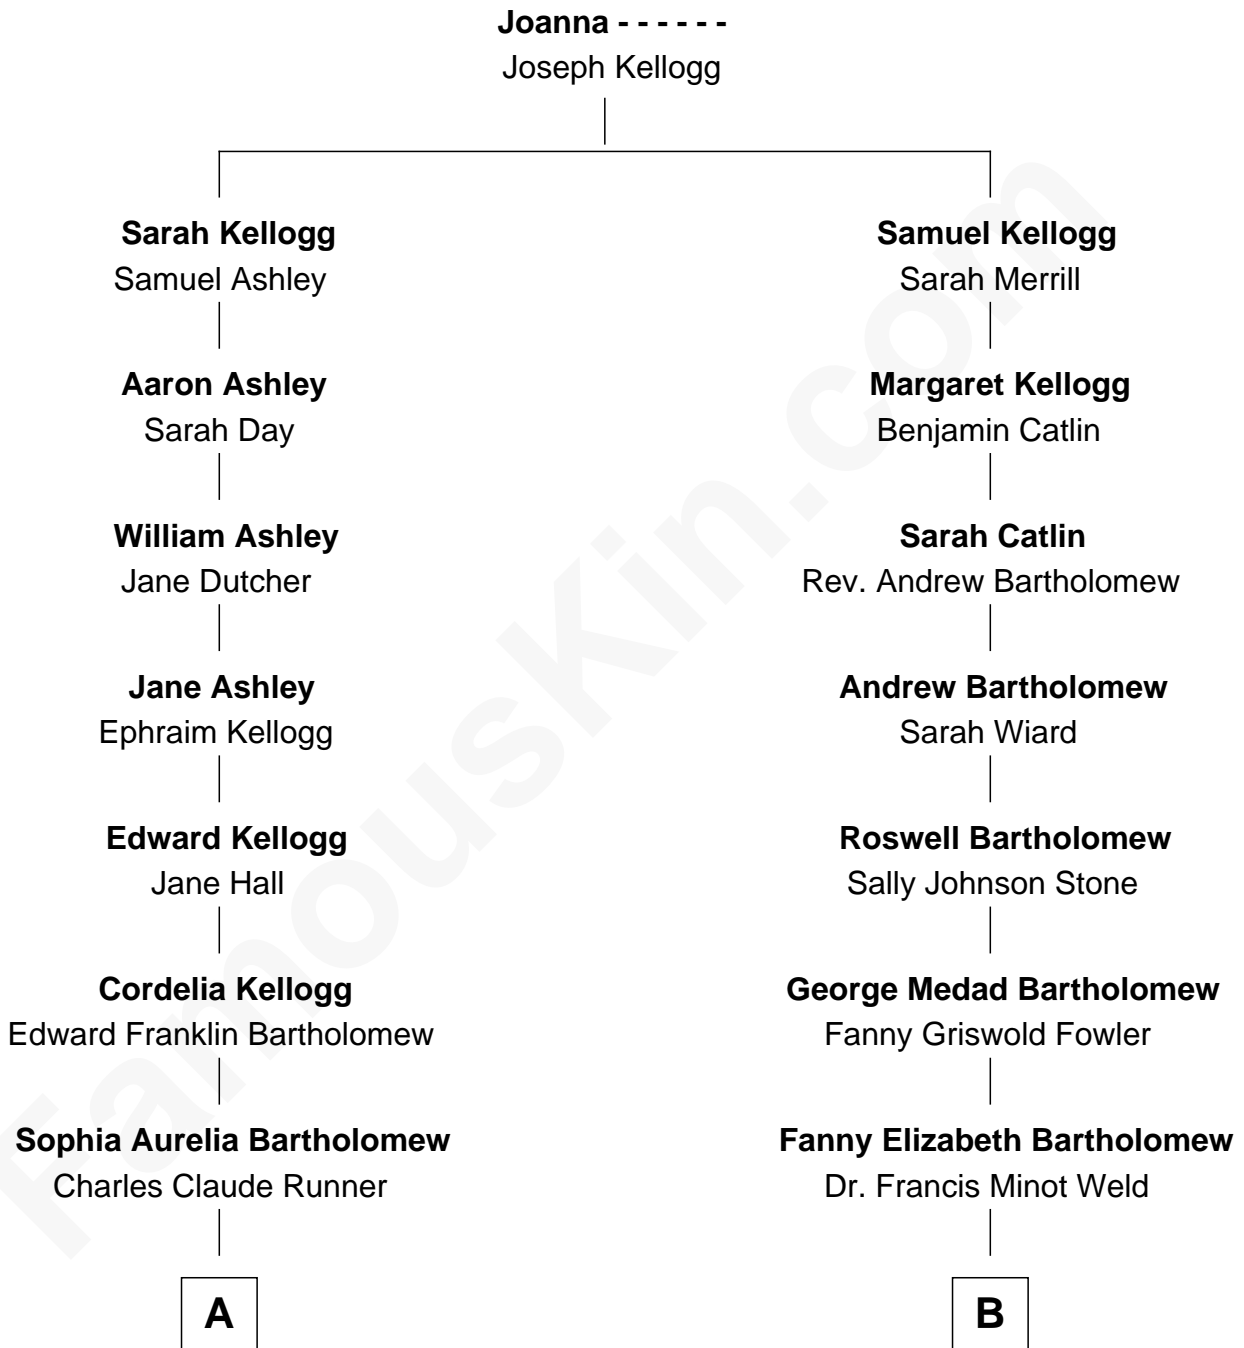 Joanna - - - - - -
Joseph Kellogg
Sarah Kellogg
Samuel Ashley
Aaron Ashley
Sarah Day
William Ashley
Jane Dutcher
Jane Ashley
Ephraim Kellogg
Edward Kellogg
Jane Hall
Cordelia Kellogg
Edward Franklin Bartholomew
Sophia Aurelia Bartholomew
Charles Claude Runner
A
Samuel Kellogg
Sarah Merrill
Margaret Kellogg
Benjamin Catlin
Sarah Catlin
Rev. Andrew Bartholomew
Andrew Bartholomew
Sarah Wiard
Roswell Bartholomew
Sally Johnson Stone
George Medad Bartholomew
Fanny Griswold Fowler
Fanny Elizabeth Bartholomew
Dr. Francis Minot Weld
B
FamousKin.com